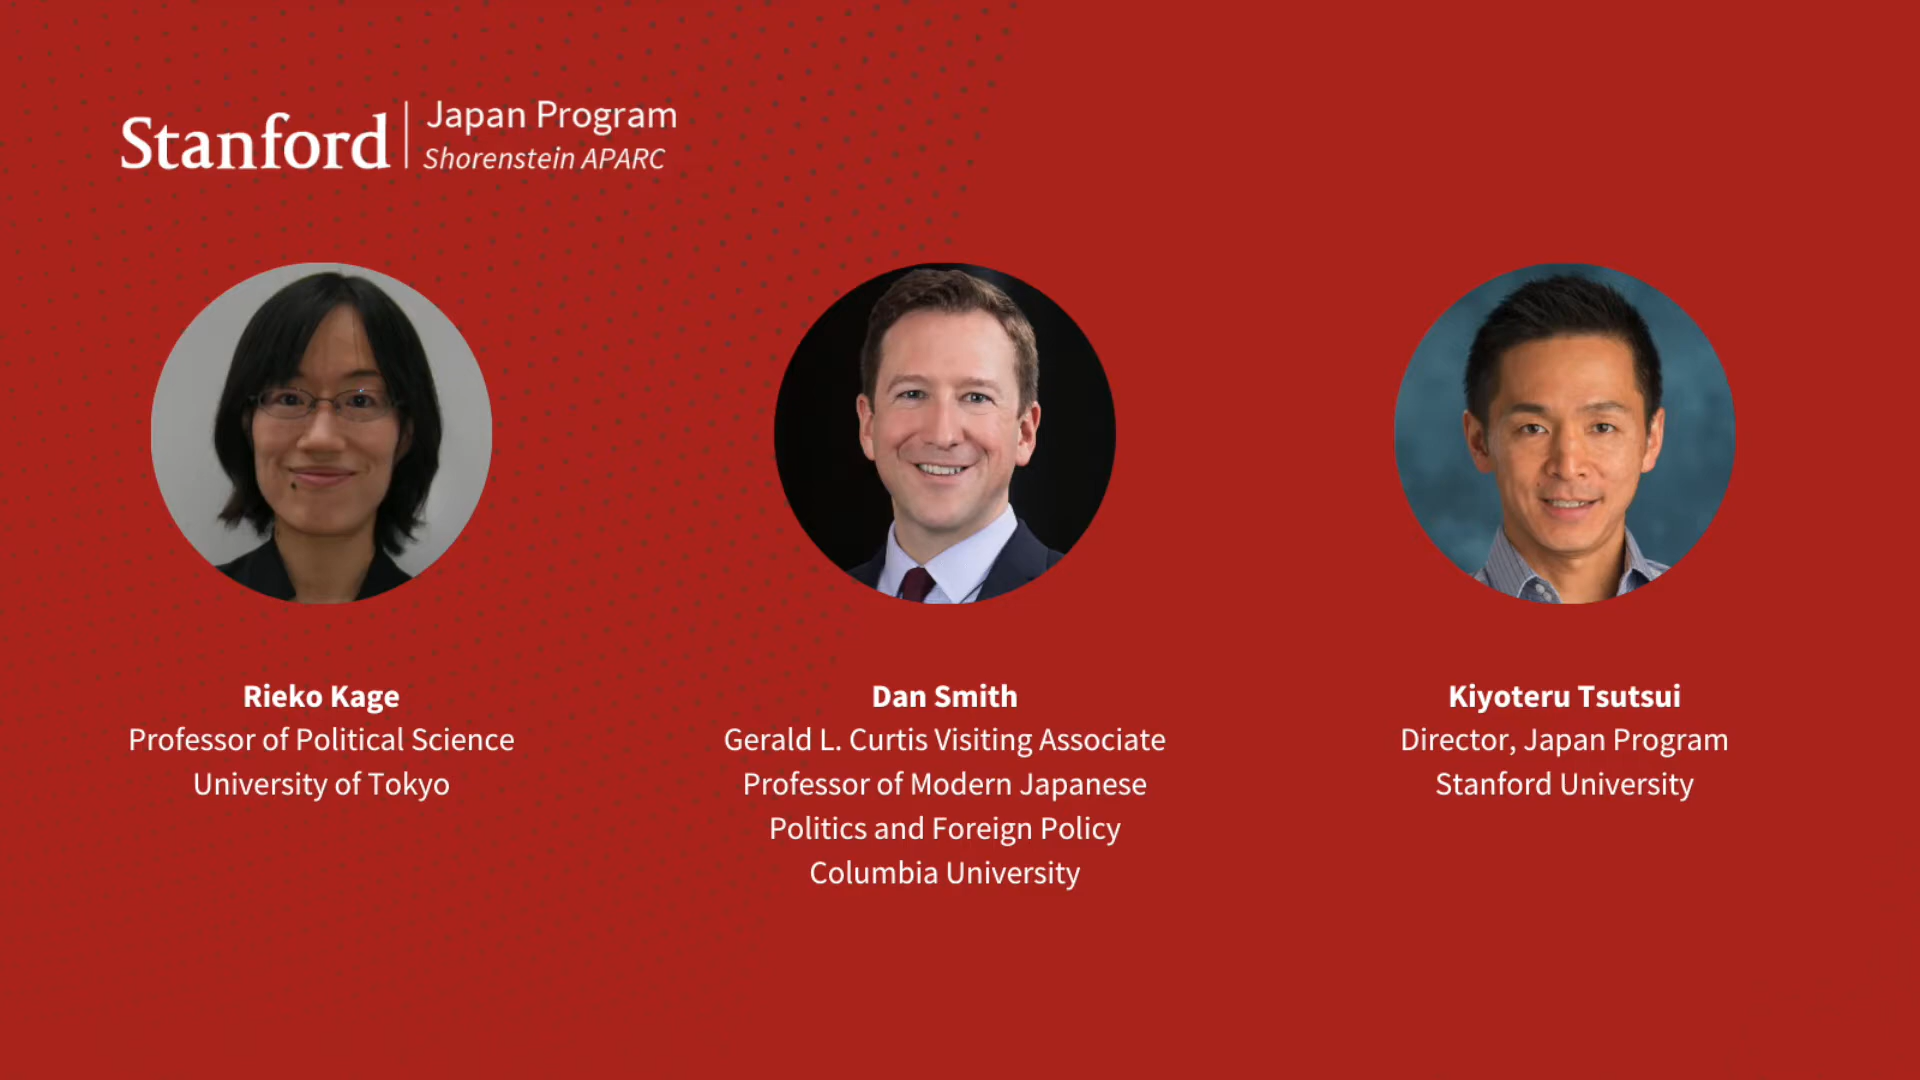 Stanford
Japan Program
Shorenstein APARC
Rieko Kage
Professor of Political Science
University of Tokyo
Dan Smith
Gerald L. Curtis Visiting Associate
Professor of Modern Japanese
Politics and Foreign Policy
Columbia University
Kiyoteru Tsutsui
Director, Japan Program
Stanford University